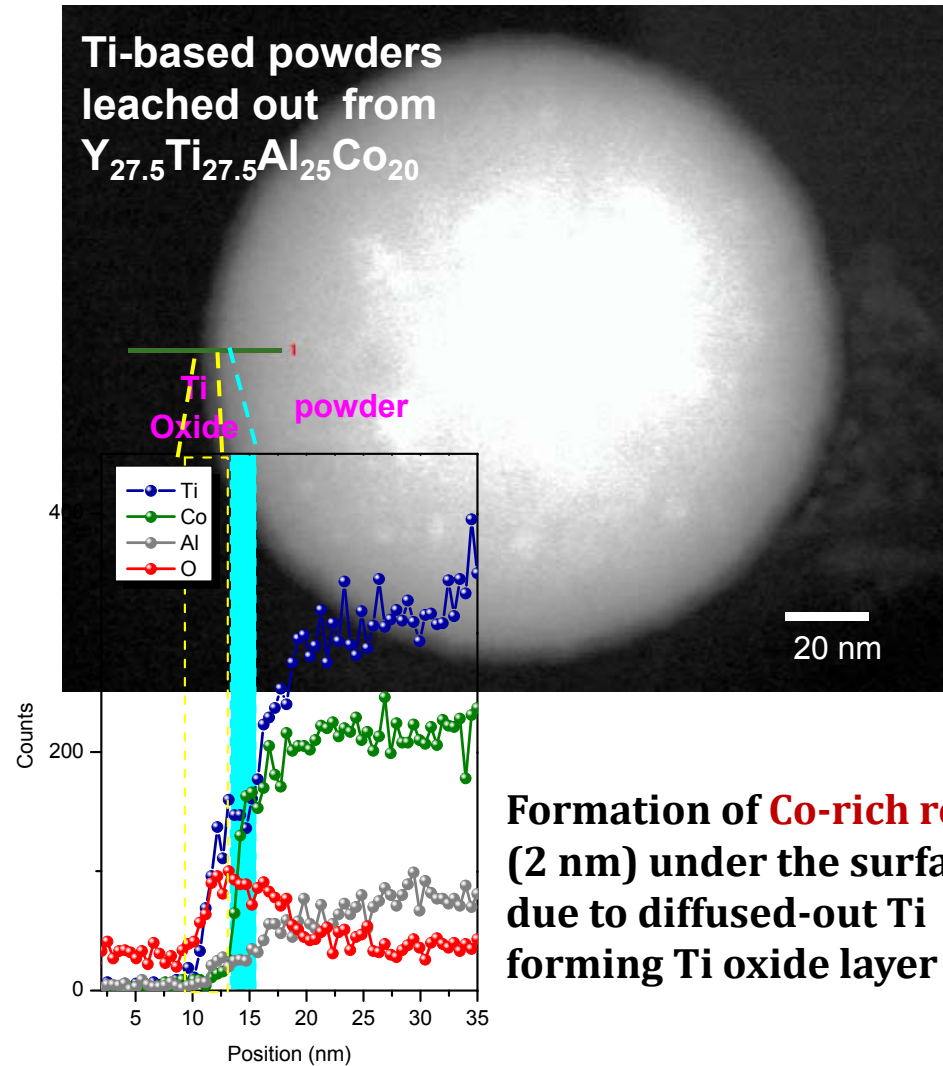 Ti-based powders
leached out from
Y27.5Ti27.5Al25Co20
Ti
Oxide
powder
Ti
Co
Al
O
20 nm
200
0
5 10 15 20 25 30 35
Counts
Position (nm)
Formation of Co-rich
(2 nm) under the
due to diffused-out Ti
forming Ti oxide layer